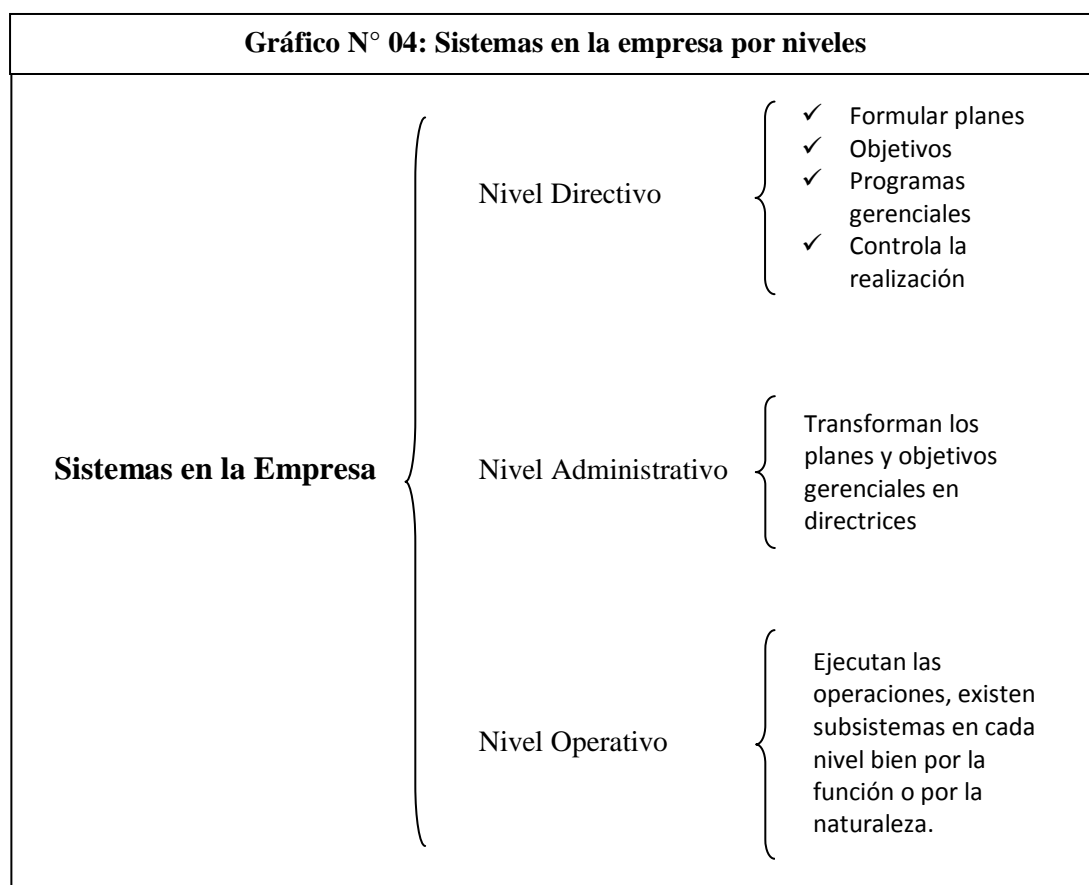 Gráfico N° 04: Sistemas en la empresa por niveles
✓ Formular planes
✓ Objetivos
✓ Programas
gerenciales
✓ Controla la
realización
Nivel Directivo
Sistemas en la Empresa
Nivel Administrativo
Transforman los
planes y objetivos
gerenciales en
directrices
Nivel Operativo
Ejecutan las
operaciones, existen
subsistemas en cada
nivel bien por la
función o por la
naturaleza.